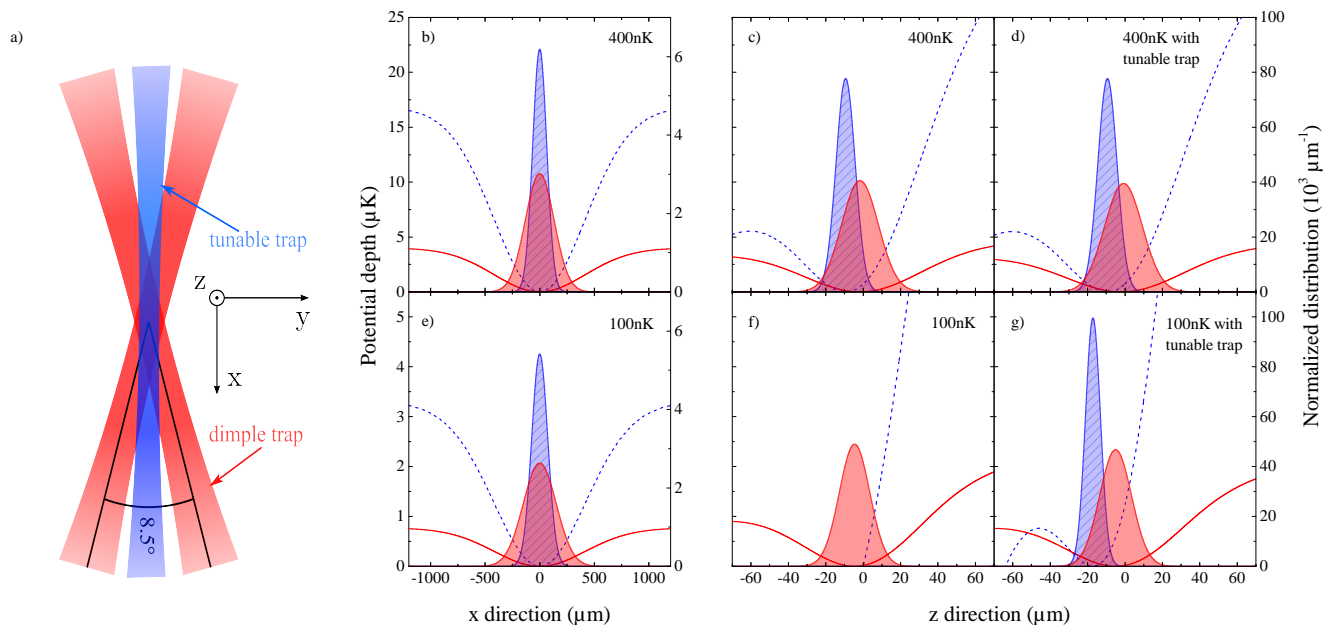 a)
tunable trap
z
y
x
dimple trap
8.5°
Potential depth (µK)
b)
400nK
25
20
15
10
5
0
6
4
2
0
c)
400nK
d)
400nK with
tunable trap
100
80
60
40
20
0
e)
100nK
5
4
3
2
1
0
6
4
2
0
-1000 -500 0 500 1000
x direction (µm)
f)
100nK
-60 -40 -20 0 20 40
g)
100nK with
tunable trap
100
80
60
40
20
0
-60 -40 -20 0 20 40 60
z direction (µm)
Normalized distribution (10³ µm⁻¹)